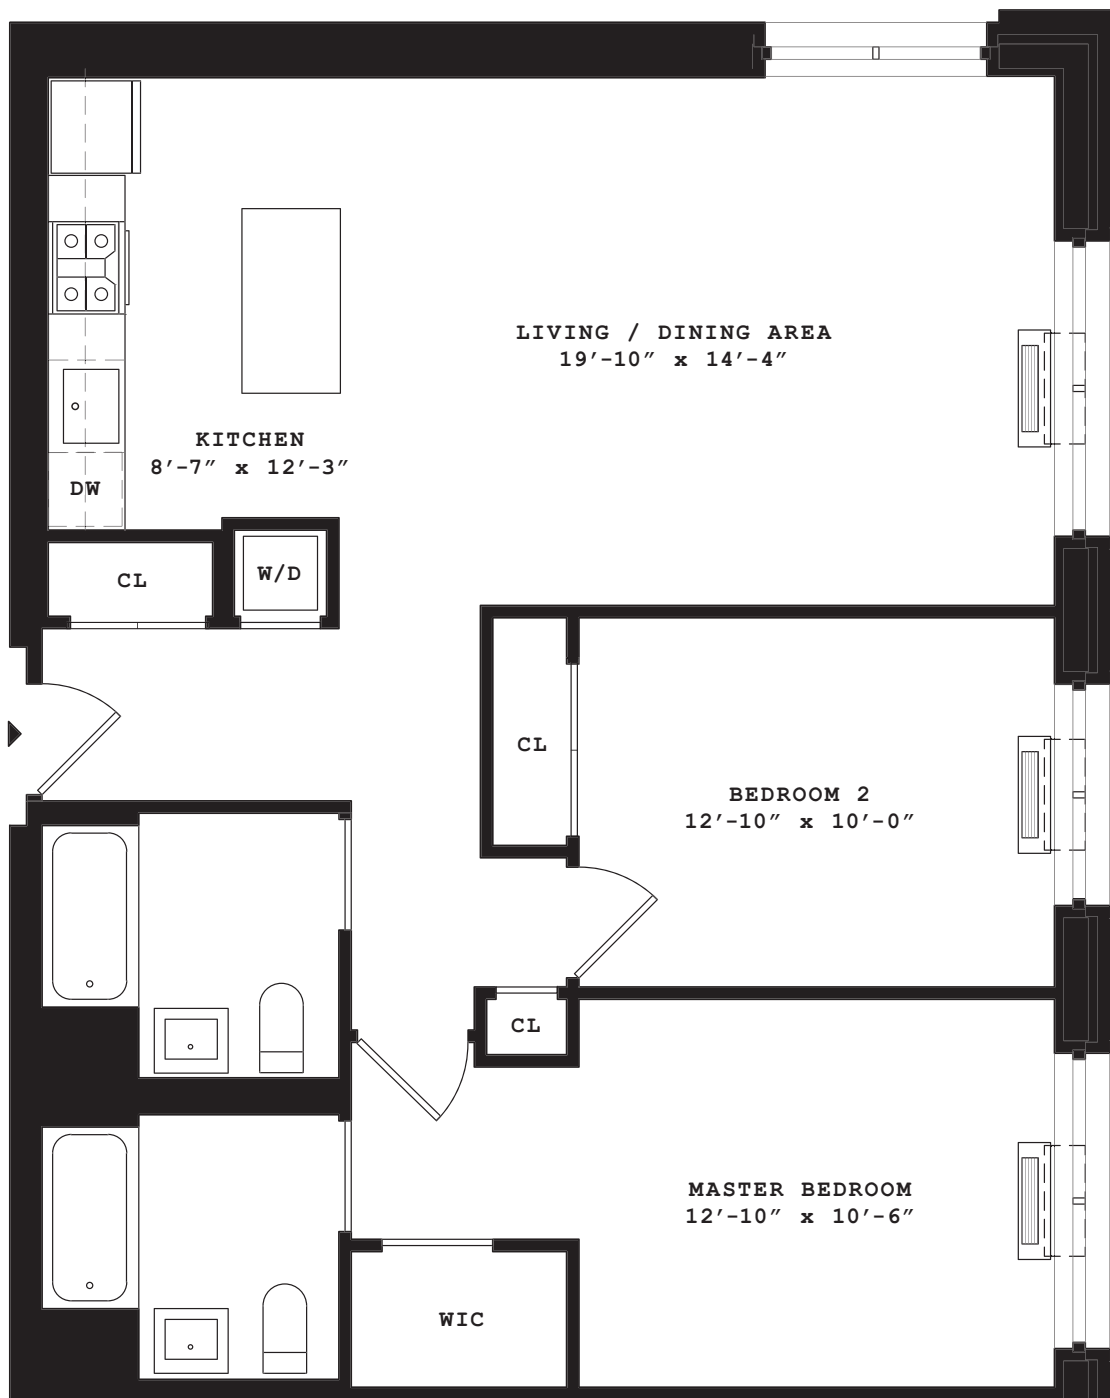 LIVING / DINING AREA
19′-10″ x 14′-4″
KITCHEN
8′-7″ x 12′-3″
DW
CL
W/D
CL
BEDROOM 2
12′-10″ x 10′-0″
CL
MASTER BEDROOM
12′-10″ x 10′-6″
WIC